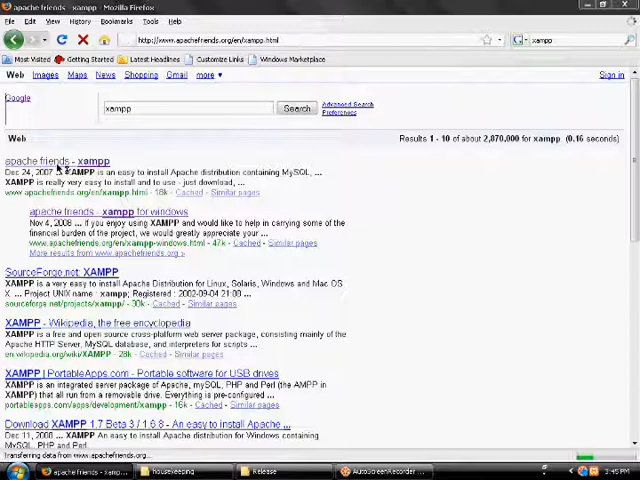 apache friends - xampp - Mozilla Firefox
File Edit View History Bookmarks Tools Help
http://www.apachefriends.org/en/xampp.html
xampp
Most Visited Getting Started Latest Headlines Customize Links Windows Marketplace
Web Images Maps News Shopping Gmail more ▼ Sign in
Google
xampp Search Advanced Search
Preferences
Web Results 1 - 10 of about 2,870,000 for xampp (0.16 seconds)
apache friends - xampp
Dec 24, 2007 ... XAMPP is an easy to install Apache distribution containing MySQL, ...
XAMPP is really very easy to install and to use - just download, ...
www.apachefriends.org/en/xampp.html - 18k - Cached - Similar pages
apache friends - xampp for windows
Nov 4, 2008 ... If you enjoy using XAMPP and would like to help in carrying some of the
financial burden of the project, we would greatly appreciate your ...
www.apachefriends.org/en/xampp-windows.html - 47k - Cached - Similar pages
More results from www.apachefriends.org »
SourceForge.net: XAMPP
XAMPP is a very easy to install Apache Distribution for Linux, Solaris, Windows and Mac OS
X. ... Project UNIX name : xampp; Registered : 2002-09-04 21:08 ...
sourceforge.net/projects/xampp/ - 30k - Cached - Similar pages
XAMPP - Wikipedia, the free encyclopedia
XAMPP is a free and open source cross-platform web server package, consisting mainly of the
Apache HTTP Server, MySQL database, and interpreters for scripts ...
en.wikipedia.org/wiki/XAMPP - 28k - Cached - Similar pages
XAMPP | PortableApps.com - Portable software for USB drives
XAMPP is an integrated server package of Apache, mySQL, PHP and Perl (the AMPP in
XAMPP) that all run from a removable drive. Everything is pre-configured ...
portableapps.com/apps/development/xampp - 16k - Cached - Similar pages
Download XAMPP 1.7 Beta 3 / 1.6.8 - An easy to install Apache ...
Dec 11, 2008 ... XAMPP is an easy to install Apache distribution for Windows that contains
MySQL, PHP and Perl.
Transferring data from www.apachefriends.org...
apache friends - xamp... housekeeping Release AutoScreenRecorder ... 3:45 PM